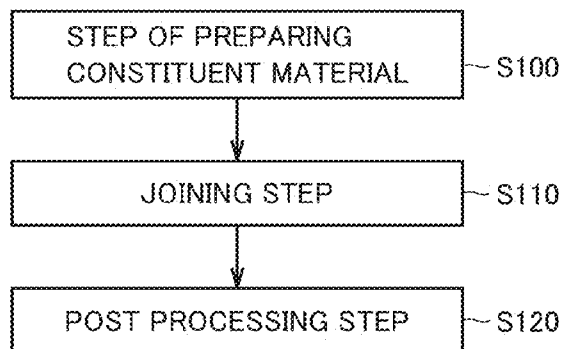 STEP OF PREPARING
CONSTITUENT MATERIAL
S100
JOINING STEP
S110
POST PROCESSING STEP
S120